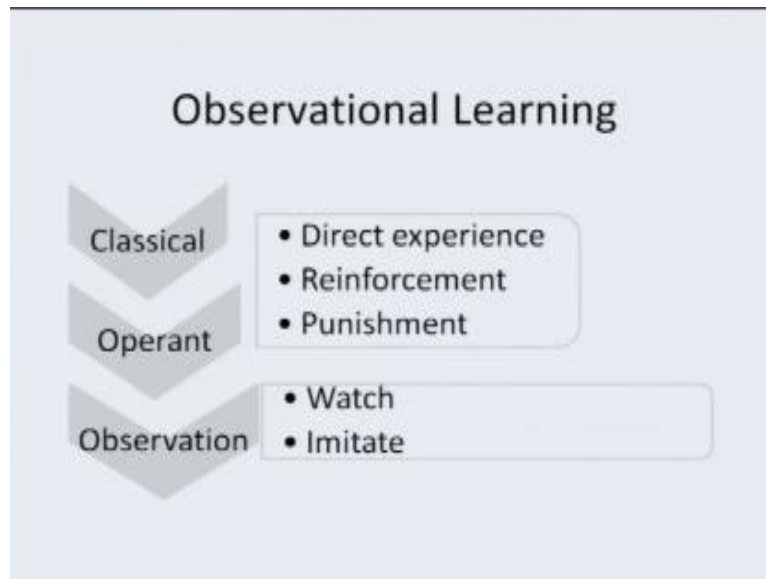 Observational Learning
Classical
• Direct experience
• Reinforcement
• Punishment
Operant
• Watch
• Imitate
Observation